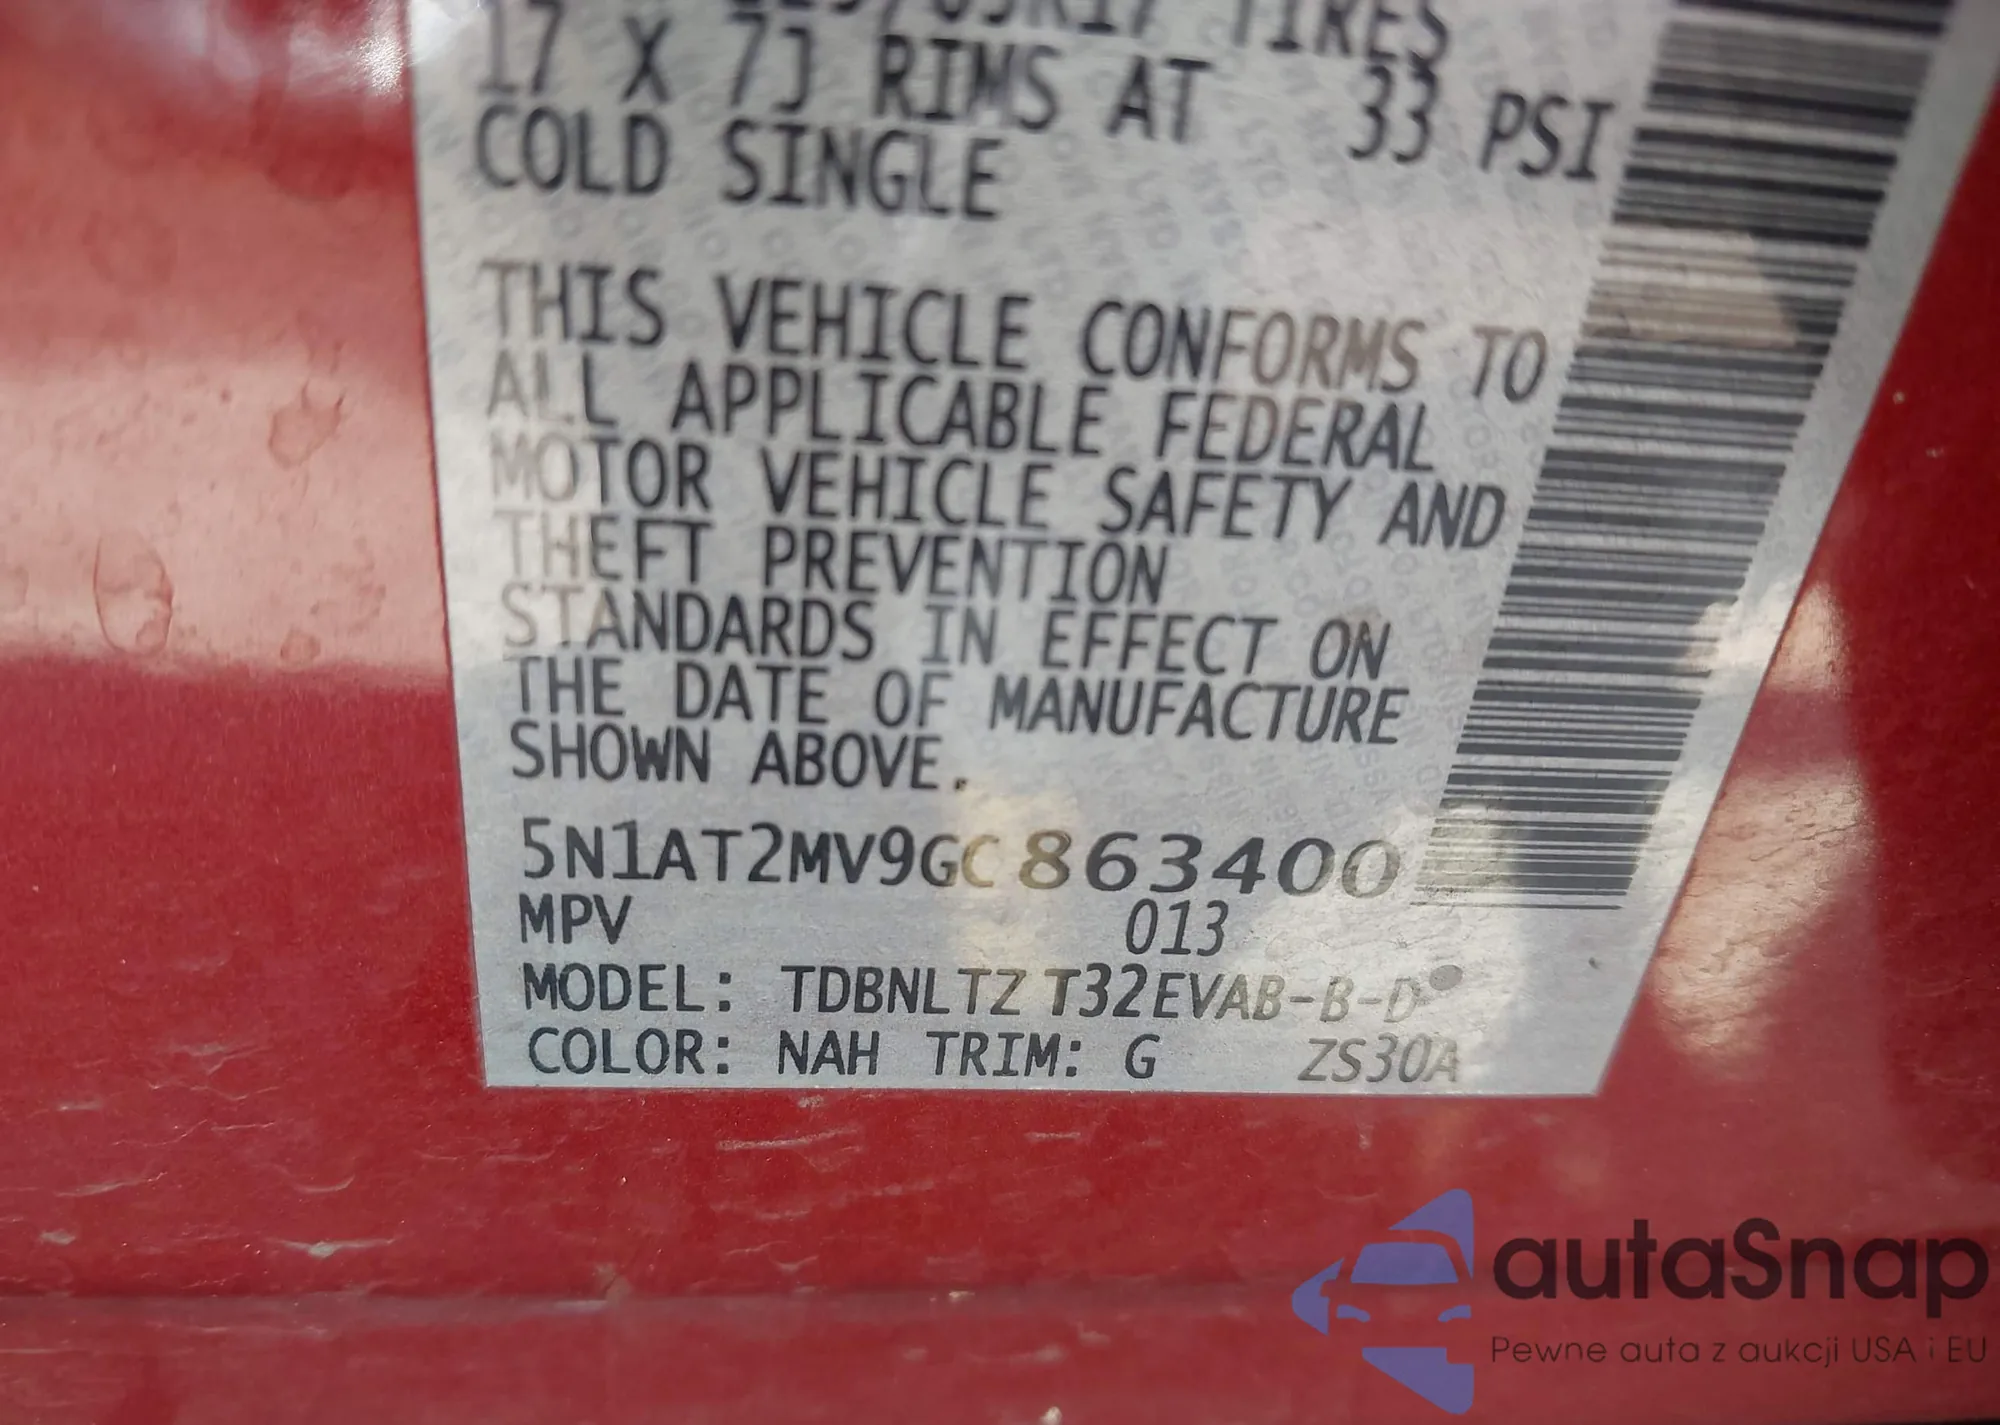 TIRES
17 X 7J RIMS AT 33 PSI
COLD SINGLE
THIS VEHICLE CONFORMS TO
ALL APPLICABLE FEDERAL
MOTOR VEHICLE SAFETY AND
THEFT PREVENTION
STANDARDS IN EFFECT ON
THE DATE OF MANUFACTURE
SHOWN ABOVE.
5N1AT2MV9GC863400
MPV 013
MODEL: TDBNLTZ T32EVAB-B-D
COLOR: NAH TRIM: G ZS30A
autaSnap
Pewne auta z aukcji USA i EU